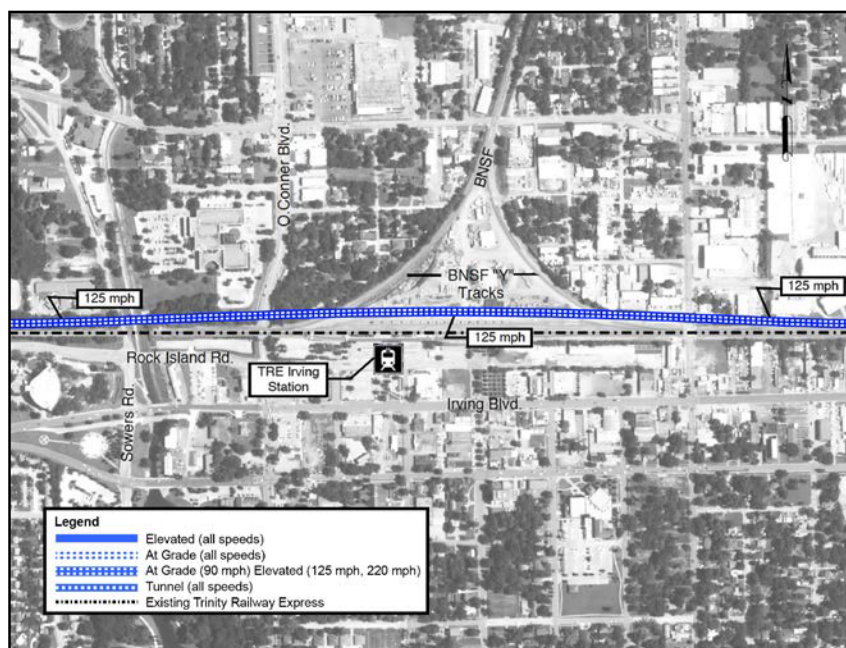 O. Conner Blvd.
BNSF
125 mph
125 mph
BNSF "Y"
Tracks
125 mph
Rock Island Rd.
TRE Irving
Station
Irving Blvd.
Sowers Rd.
Legend
Elevated (all speeds)
At Grade (all speeds)
At Grade (90 mph) Elevated (125 mph, 220 mph)
Tunnel (all speeds)
Existing Trinity Railway Express